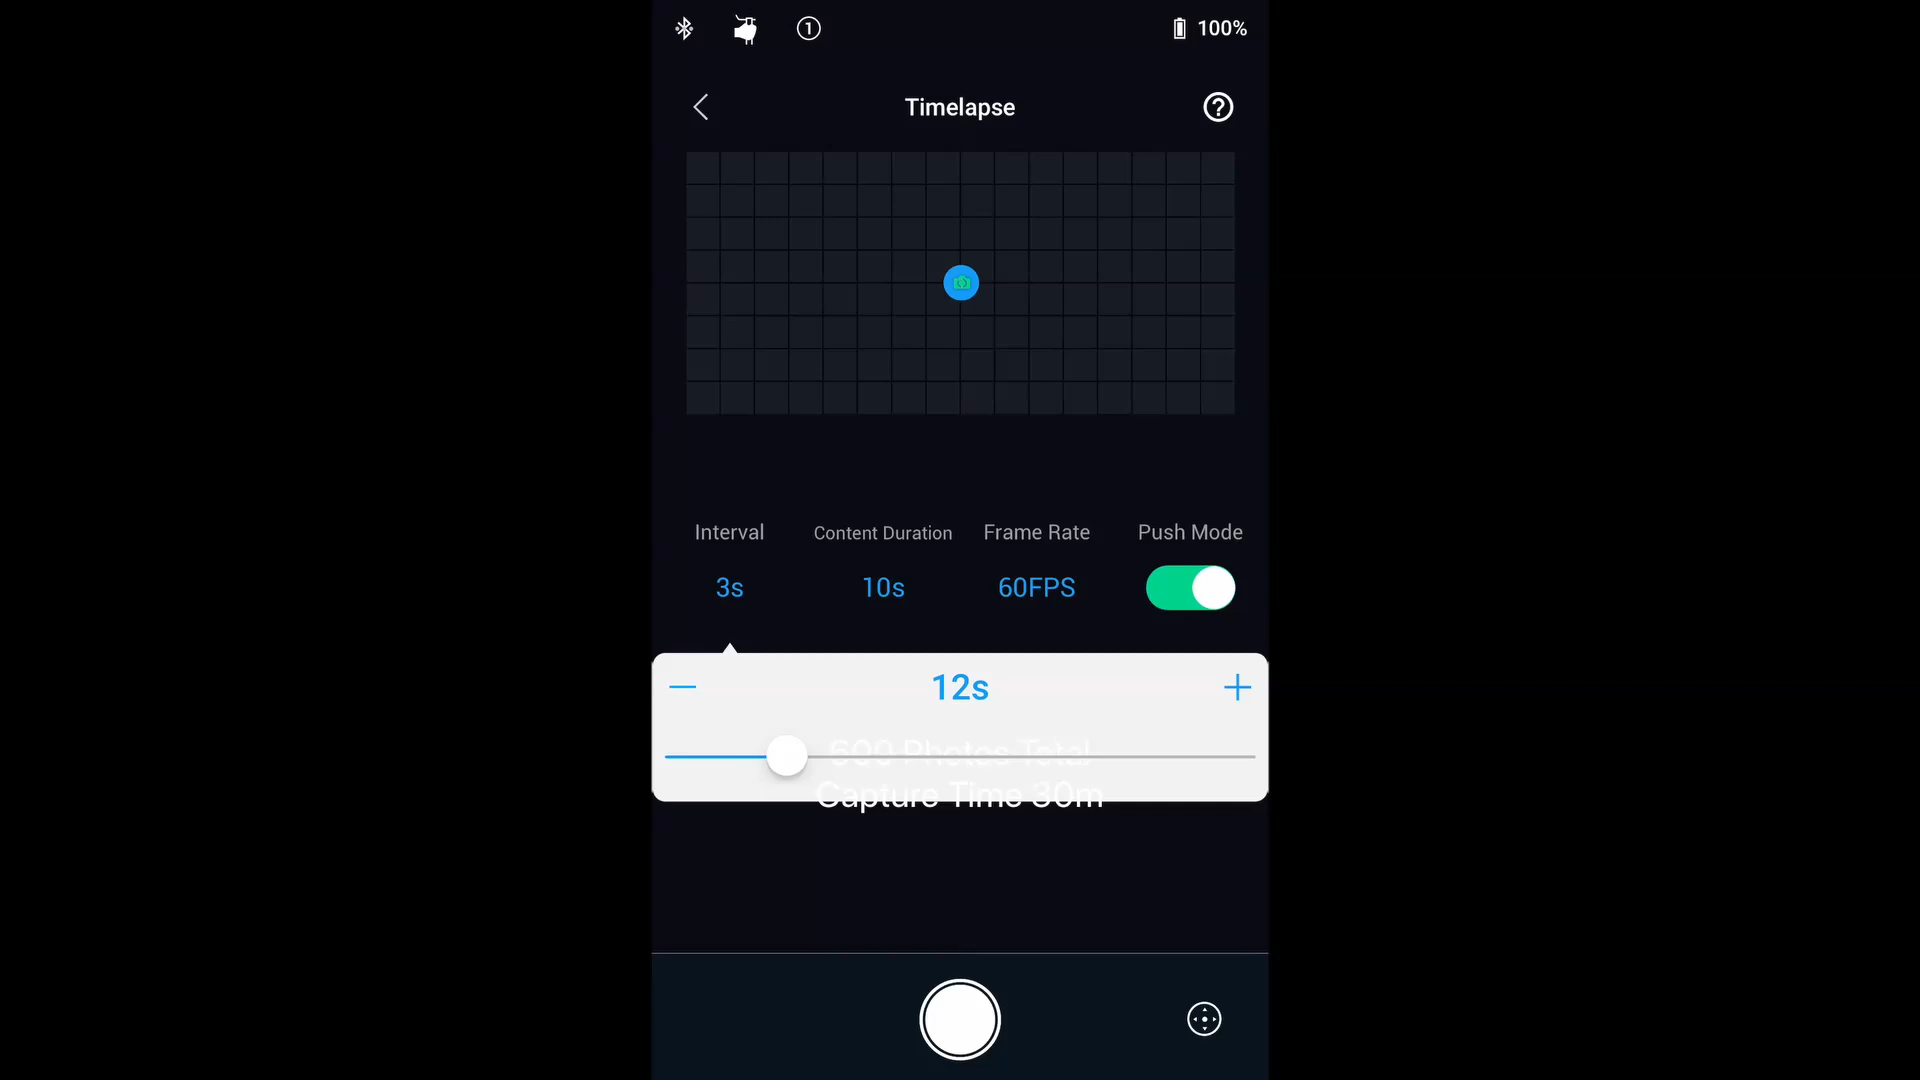 1 100%
Timelapse ?
Interval Content Duration Frame Rate Push Mode
3s 10s 60FPS
12s
600 Photos Total
Capture Time 30m